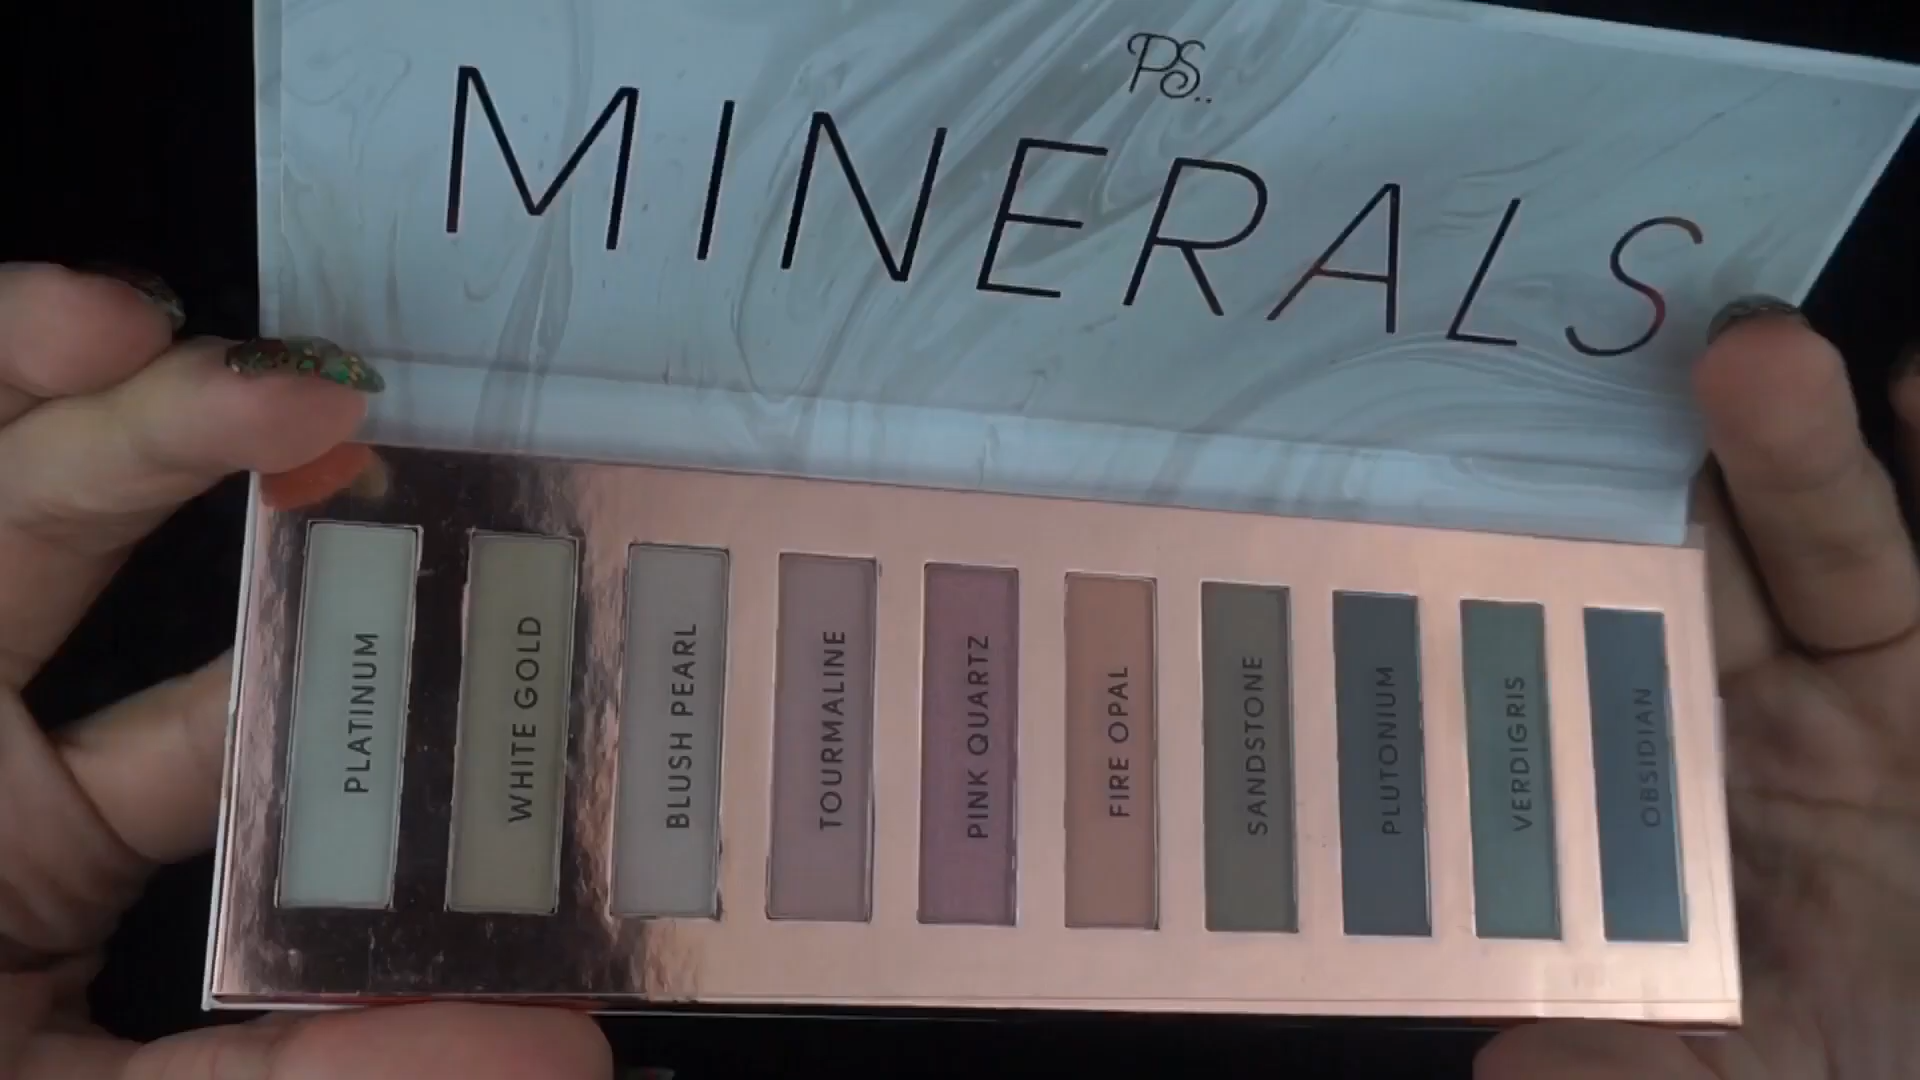 PS..
MINERALS
PLATINUM
WHITE GOLD
BLUSH PEARL
TOURMALINE
PINK QUARTZ
FIRE OPAL
SANDSTONE
PLUTONIUM
VERDIGRIS
OBSIDIAN